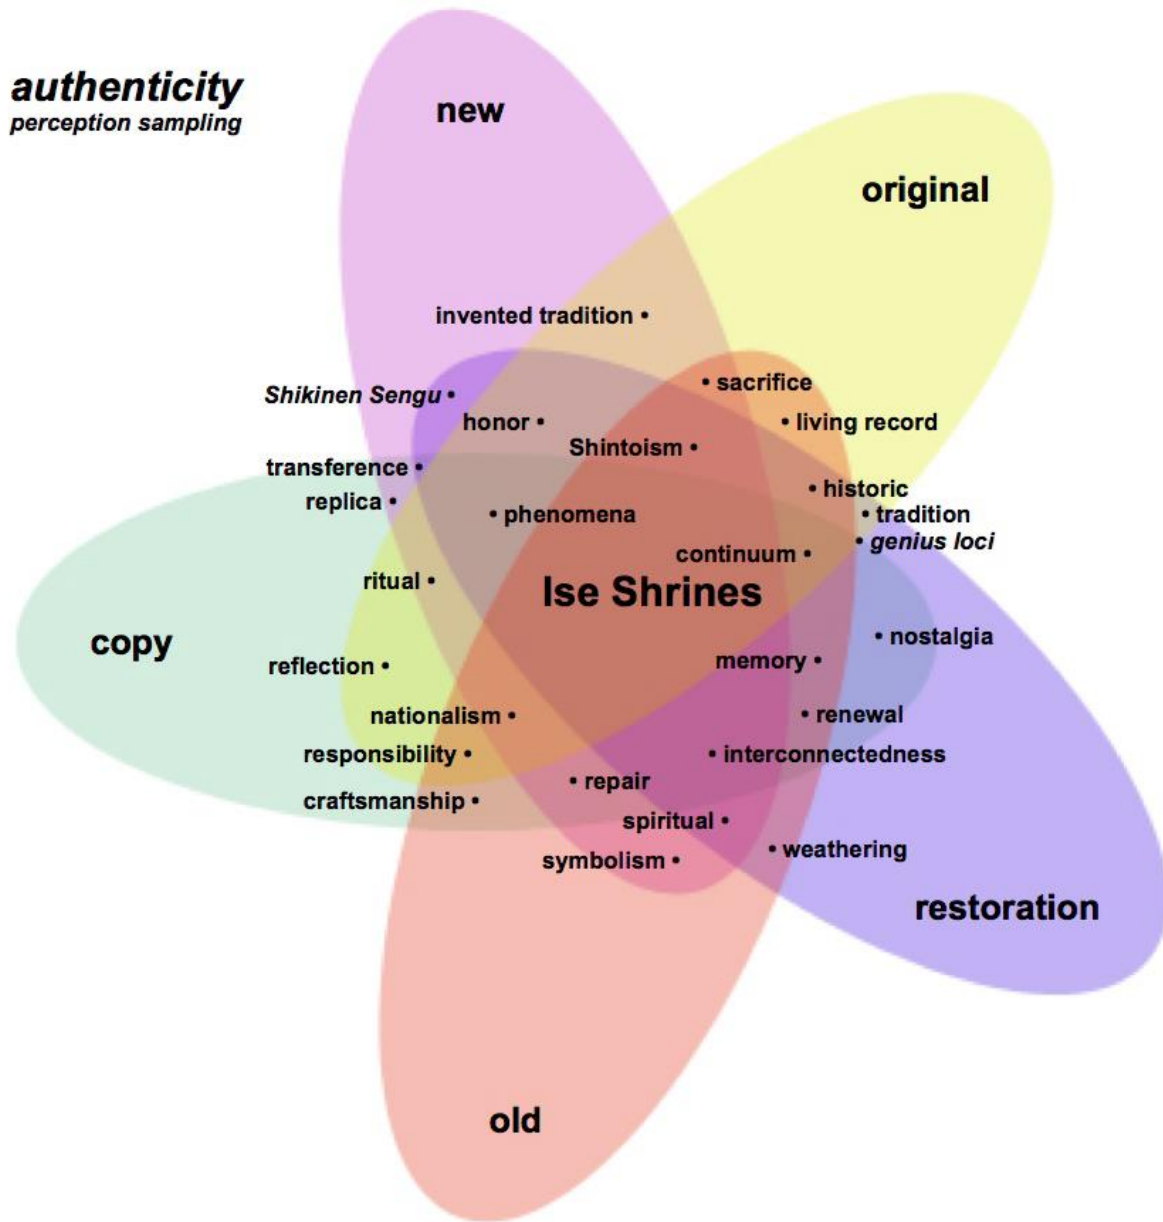 authenticity
perception sampling
new
original
invented tradition •
• sacrifice
Shikinen Sengu •
honor •
• living record
Shintoism •
transference •
• historic
replica •
• phenomena
• tradition
• genius loci
continuum •
ritual •
Ise Shrines
copy
• nostalgia
reflection •
memory •
nationalism •
• renewal
responsibility •
• interconnectedness
• repair
craftsmanship •
spiritual •
• weathering
symbolism •
restoration
old